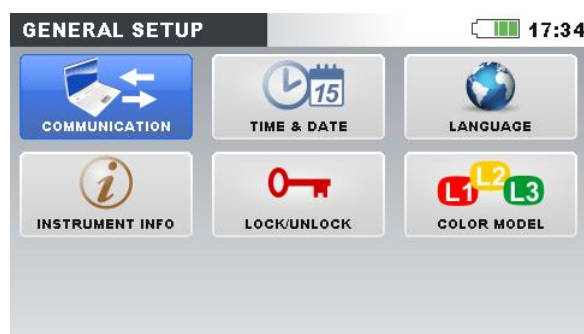 GENERAL SETUP 17:34
15
COMMUNICATION TIME & DATE LANGUAGE
i L1 L2 L3
INSTRUMENT INFO LOCK/UNLOCK COLOR MODEL